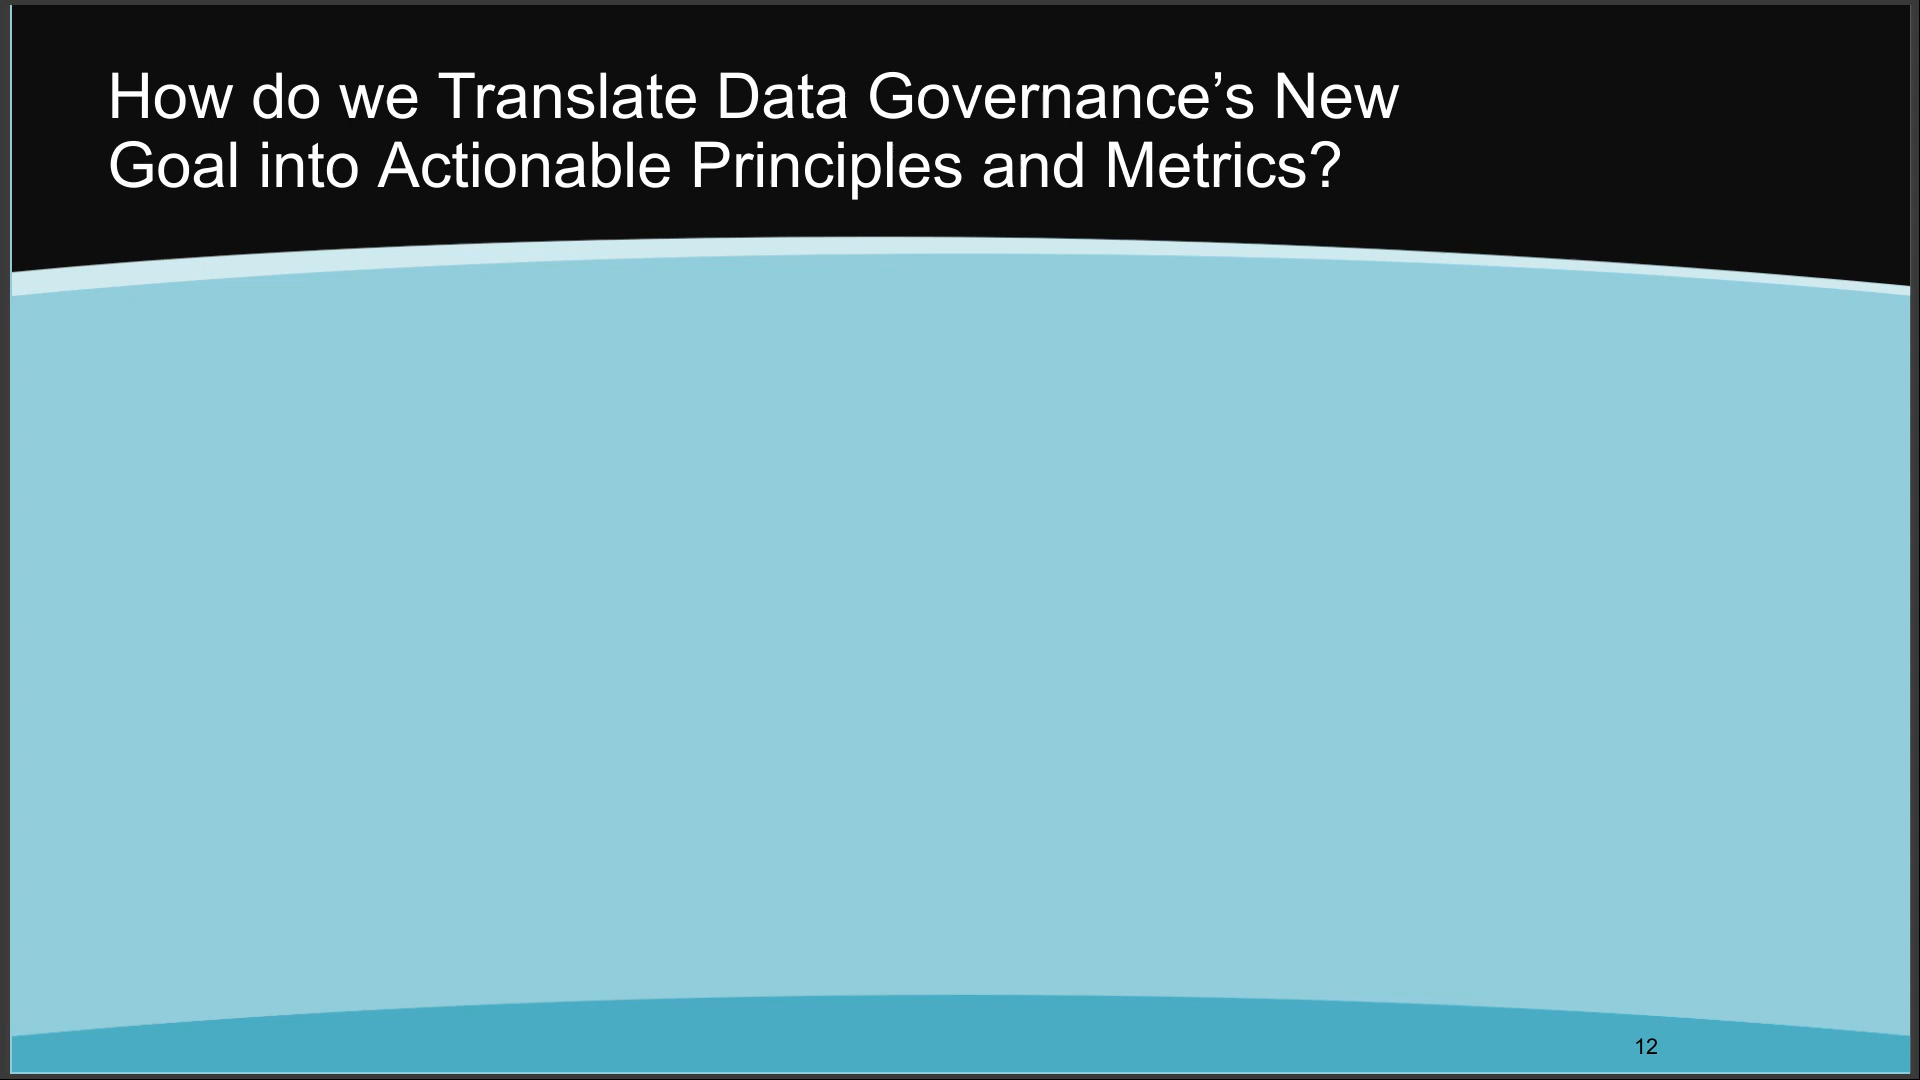 How do we Translate Data Governance’s New
Goal into Actionable Principles and Metrics?
12